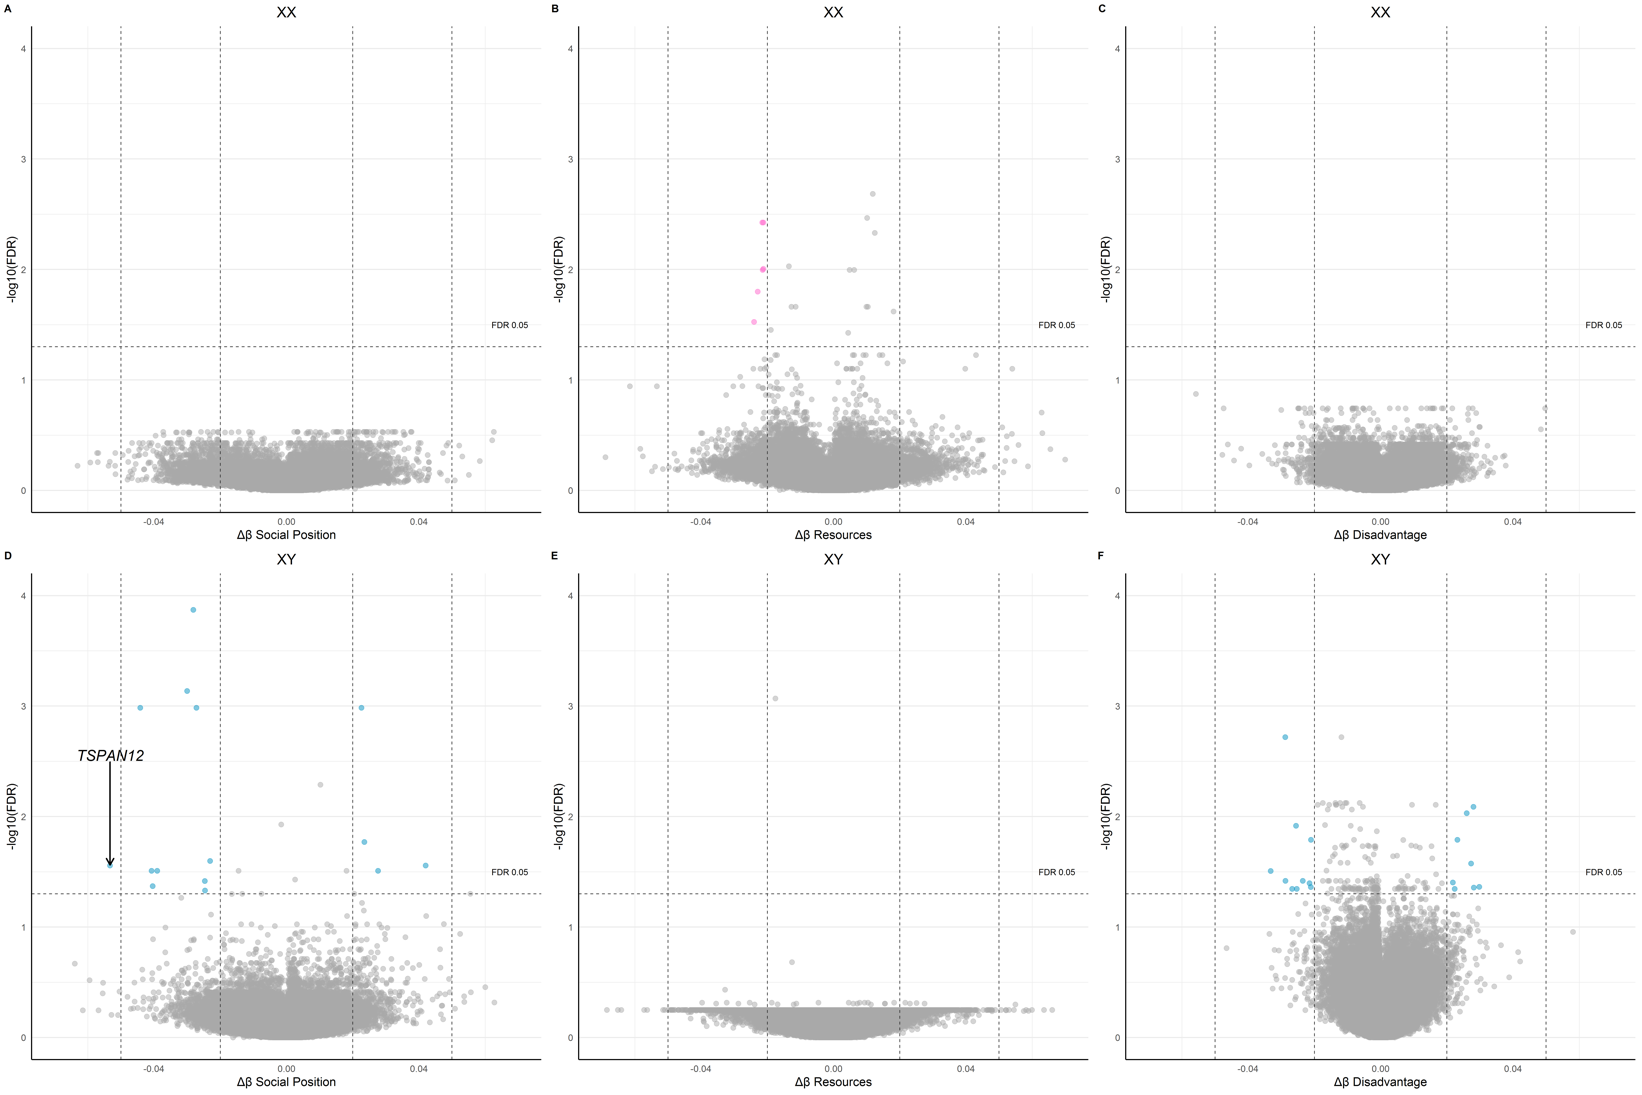 A
XX
4
3
2
1
0
-log10(FDR)
FDR 0.05
-0.04
0.00
0.04
Δβ Social Position
B
XX
4
3
2
1
0
-log10(FDR)
FDR 0.05
-0.04
0.00
0.04
Δβ Resources
C
XX
4
3
2
1
0
-log10(FDR)
FDR 0.05
-0.04
0.00
0.04
Δβ Disadvantage
D
XY
4
3
2
1
0
-log10(FDR)
TSPAN12
FDR 0.05
-0.04
0.00
0.04
Δβ Social Position
E
XY
4
3
2
1
0
-log10(FDR)
FDR 0.05
-0.04
0.00
0.04
Δβ Resources
F
XY
4
3
2
1
0
-log10(FDR)
FDR 0.05
-0.04
0.00
0.04
Δβ Disadvantage